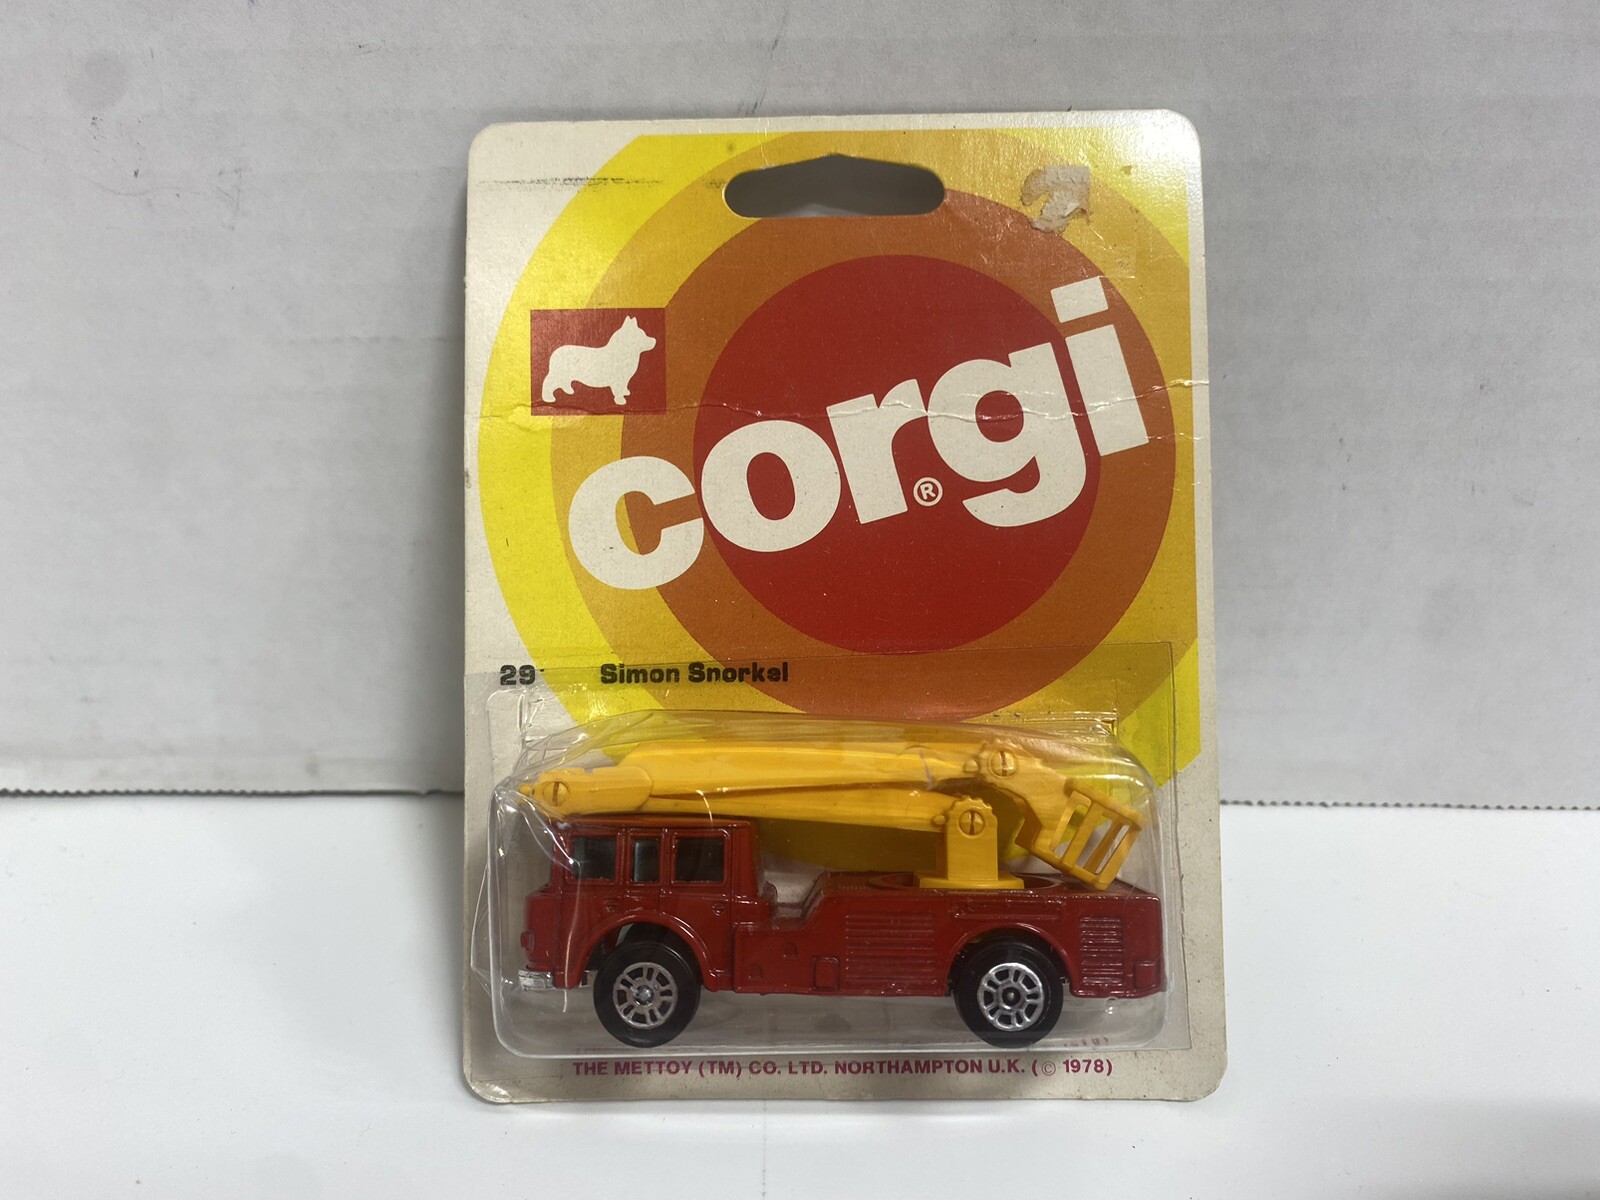 corgi
®
29 Simon Snorkel
THE METTOY (TM) CO. LTD. NORTHAMPTON U.K. (© 1978)